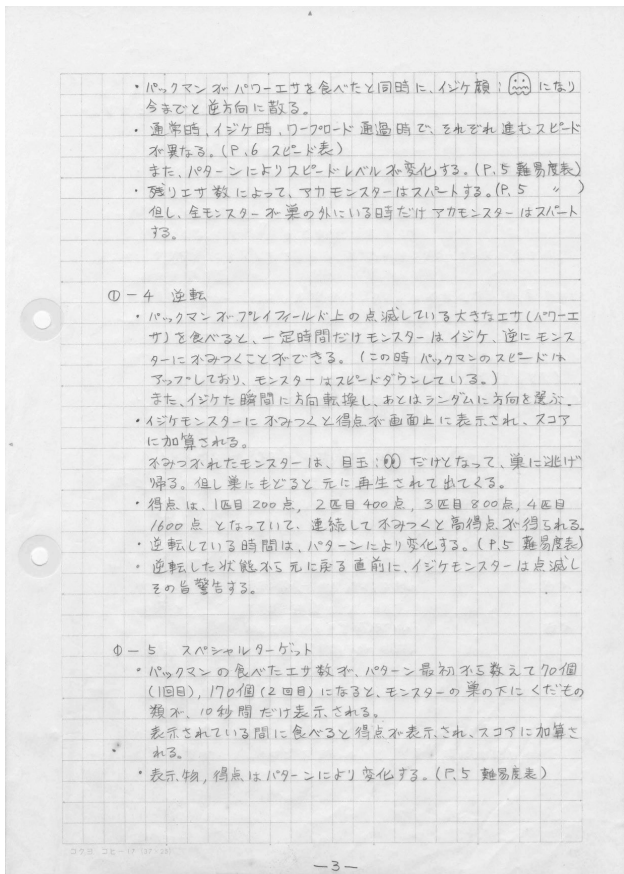 ・パックマンがパワーエサを食べたと同時に、イジケ顔:になり
今までと逆方向に散る。
・通常時,イジケ時,ワープロード通過時で、それぞれ進むスピード
が異なる。(P.6 スピード表)
また、パターンによりスピードレベルが変化する。(P.5 難易度表)
・残りエサ数によって、アカモンスターはスパートする。(P.5 〃 )
但し、全モンスターが巣の外にいる時だけアカモンスターはスパート
する。
①-4 逆転
・パックマンがプレイフィールド上の点滅している大きなエサ(パワーエ
サ)を食べると、一定時間だけモンスターはイジケ、逆にモンス
ターにかみつくことができる。(この時 パックマンのスピードは
アップしており、モンスターはスピードダウンしている。)
また、イジケた瞬間に方向転換し、あとはランダムに方向を選ぶ.
・イジケモンスターにかみつくと得点が画面上に表示され、スコア
に加算される。
かみつかれたモンスターは、目玉:だけとなって、巣に逃げ
帰る。但し巣にもどると元に再生されて出てくる。
・得点は、1匹目200点,2匹目400点,3匹目800点,4匹目
1600点となっていて、連続してかみつくと高得点が得られる.
・逆転している時間は、パターンにより変化する。(P.5 難易度表)
・逆転した状態から元に戻る直前に、イジケモンスターは点滅し
その旨警告する。
①-5 スペシャルターゲット
・パックマンの食べたエサ数が、パターン最初から数えて70個
(1回目),170個(2回目)になると、モンスターの巣の下にくだもの
類が、10秒間だけ表示される。
表示されている間に食べると得点が表示され、スコアに加算さ
れる。
・表示物,得点はパターンにより変化する。(P.5 難易度表)
-3-